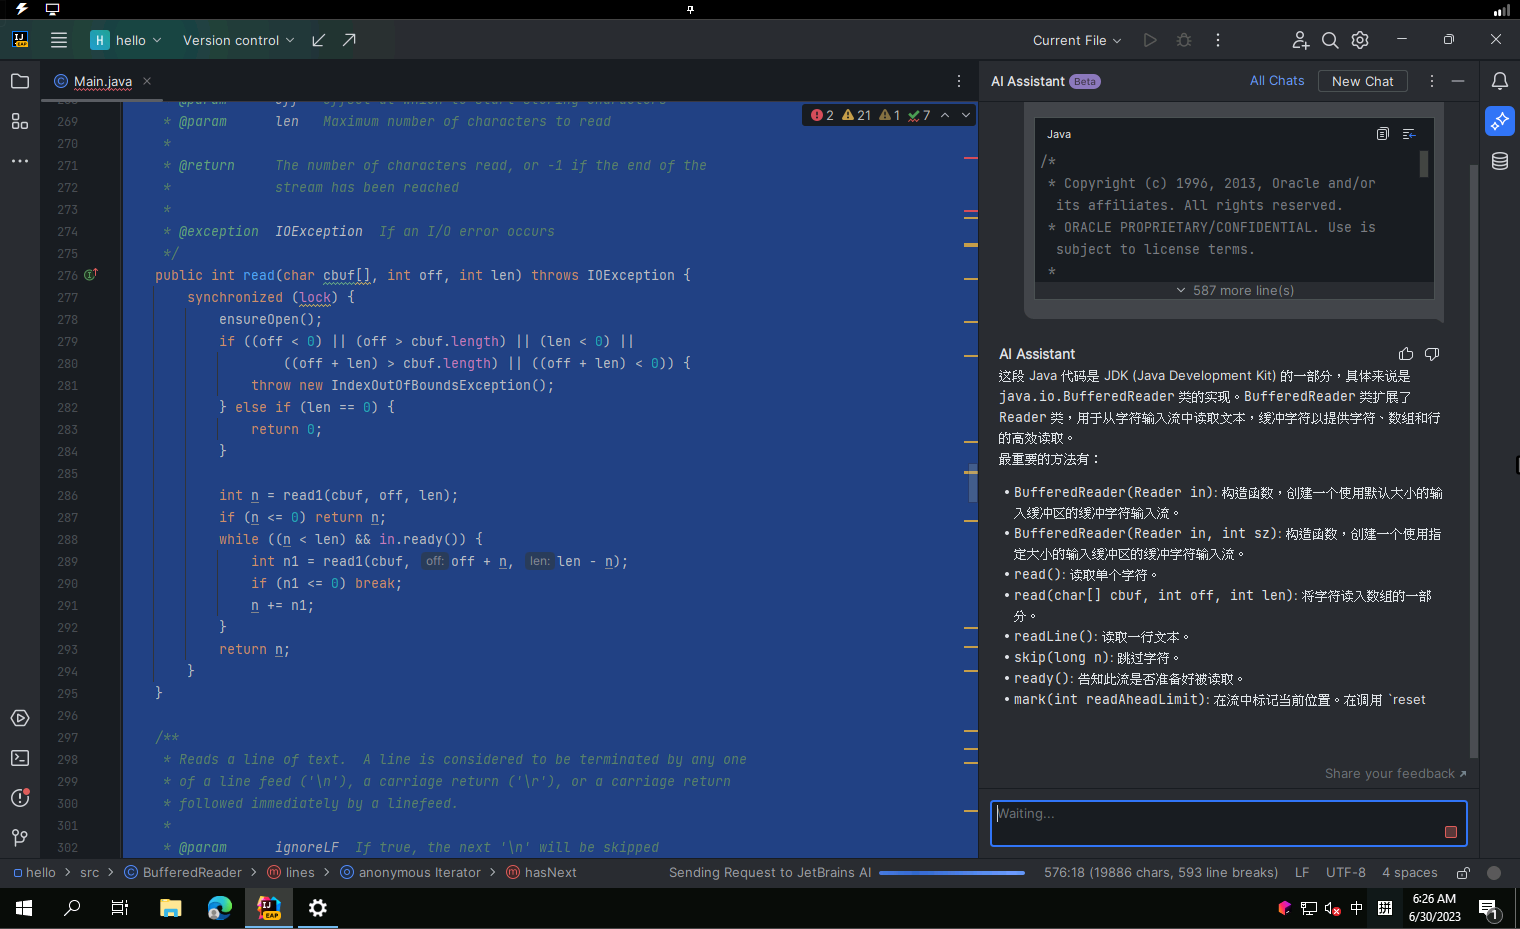 hello
Version control
Current File
Main.java
AI Assistant Beta
All Chats
New Chat
2 21 1 7
269 * @param len Maximum number of characters to read
270 *
271 * @return The number of characters read, or -1 if the end of the
272 * stream has been reached
273 *
274 * @exception IOException If an I/O error occurs
275 */
276 public int read(char cbuf[], int off, int len) throws IOException {
277 synchronized (lock) {
278 ensureOpen();
279 if ((off < 0) || (off > cbuf.length) || (len < 0) ||
280 ((off + len) > cbuf.length) || ((off + len) < 0)) {
281 throw new IndexOutOfBoundsException();
282 } else if (len == 0) {
283 return 0;
284 }
285
286 int n = read1(cbuf, off, len);
287 if (n <= 0) return n;
288 while ((n < len) && in.ready()) {
289 int n1 = read1(cbuf, off: off + n, len: len - n);
290 if (n1 <= 0) break;
291 n += n1;
292 }
293 return n;
294 }
295 }
296
297 /**
298 * Reads a line of text. A line is considered to be terminated by any one
299 * of a line feed ('\n'), a carriage return ('\r'), or a carriage return
300 * followed immediately by a linefeed.
301 *
302 * @param ignoreLF If true, the next '\n' will be skipped
Java
/*
* Copyright (c) 1996, 2013, Oracle and/or
its affiliates. All rights reserved.
* ORACLE PROPRIETARY/CONFIDENTIAL. Use is
subject to license terms.
*
587 more line(s)
AI Assistant
这段 Java 代码是 JDK (Java Development Kit) 的一部分，具体来说是
java.io.BufferedReader 类的实现。BufferedReader 类扩展了
Reader 类，用于从字符输入流中读取文本，缓冲字符以提供字符、数组和行
的高效读取。
最重要的方法有：
• BufferedReader(Reader in): 构造函数，创建一个使用默认大小的输
入缓冲区的缓冲字符输入流。
• BufferedReader(Reader in, int sz): 构造函数，创建一个使用指
定大小的输入缓冲区的缓冲字符输入流。
• read(): 读取单个字符。
• read(char[] cbuf, int off, int len): 将字符读入数组的一部
分。
• readLine(): 读取一行文本。
• skip(long n): 跳过字符。
• ready(): 告知此流是否准备好被读取。
• mark(int readAheadLimit): 在流中标记当前位置。在调用 `reset
Share your feedback ↗
Waiting...
hello > src > BufferedReader > lines > anonymous Iterator > hasNext
Sending Request to JetBrains AI
576:18 (19886 chars, 593 line breaks)
LF
UTF-8
4 spaces
中
拼
6:26 AM
6/30/2023
1